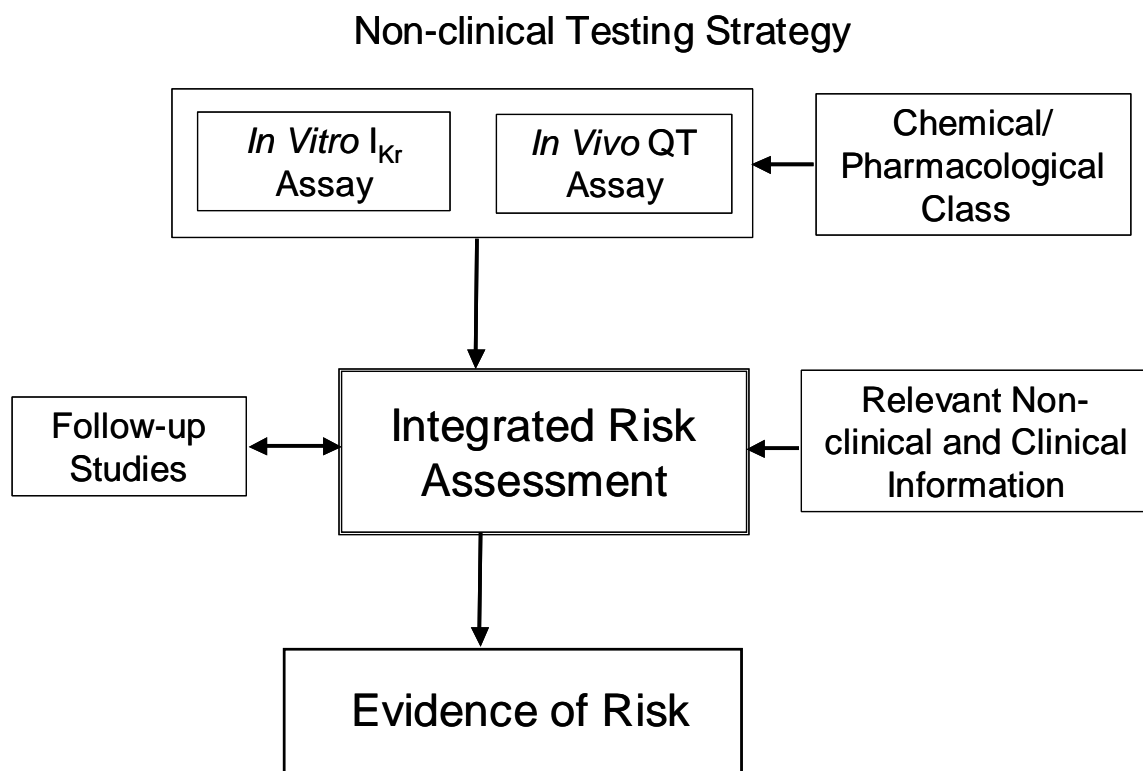 Non-clinical Testing Strategy
In Vitro IKr
Assay
In Vivo QT
Assay
Chemical/
Pharmacological
Class
Follow-up
Studies
Integrated Risk
Assessment
Relevant Non-
clinical and Clinical
Information
Evidence of Risk